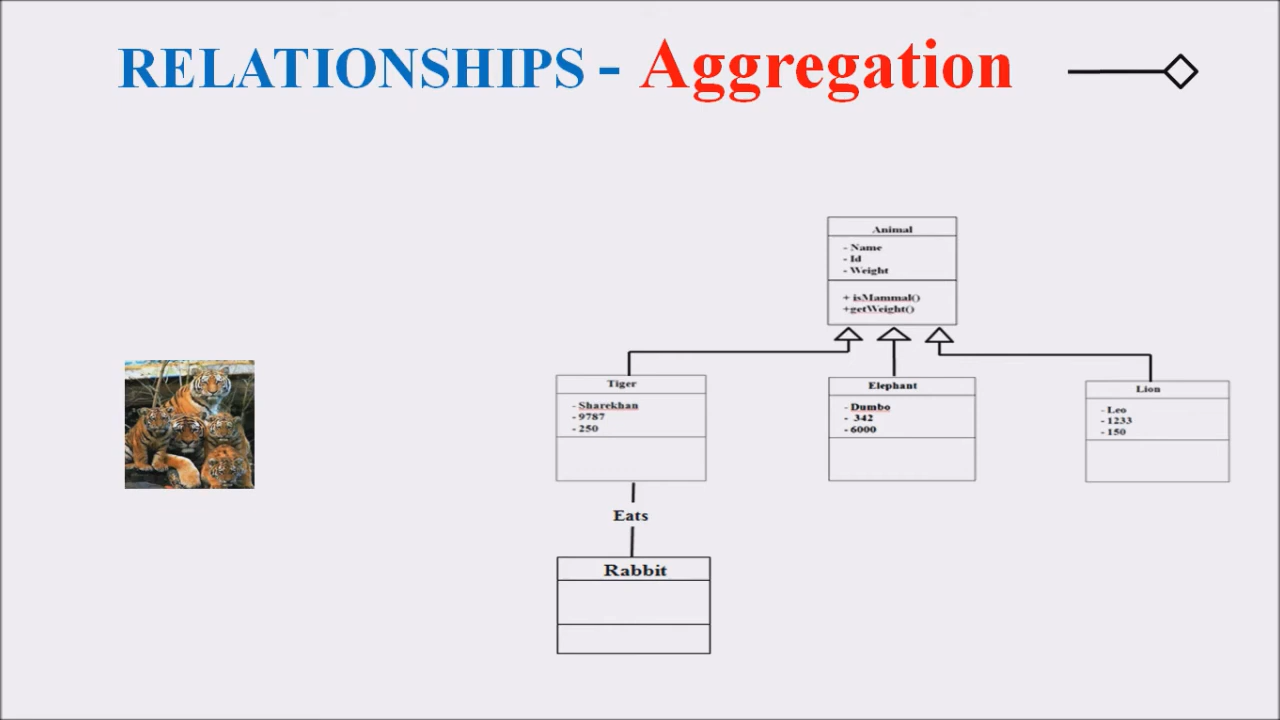 RELATIONSHIPS - Aggregation
Animal
- Name
- Id
- Weight
+ isMammal()
+getWeight()
Tiger
- Sharekhan
- 9787
- 250
Elephant
- Dumbo
- 342
- 6000
Lion
- Leo
- 1233
- 150
Eats
Rabbit